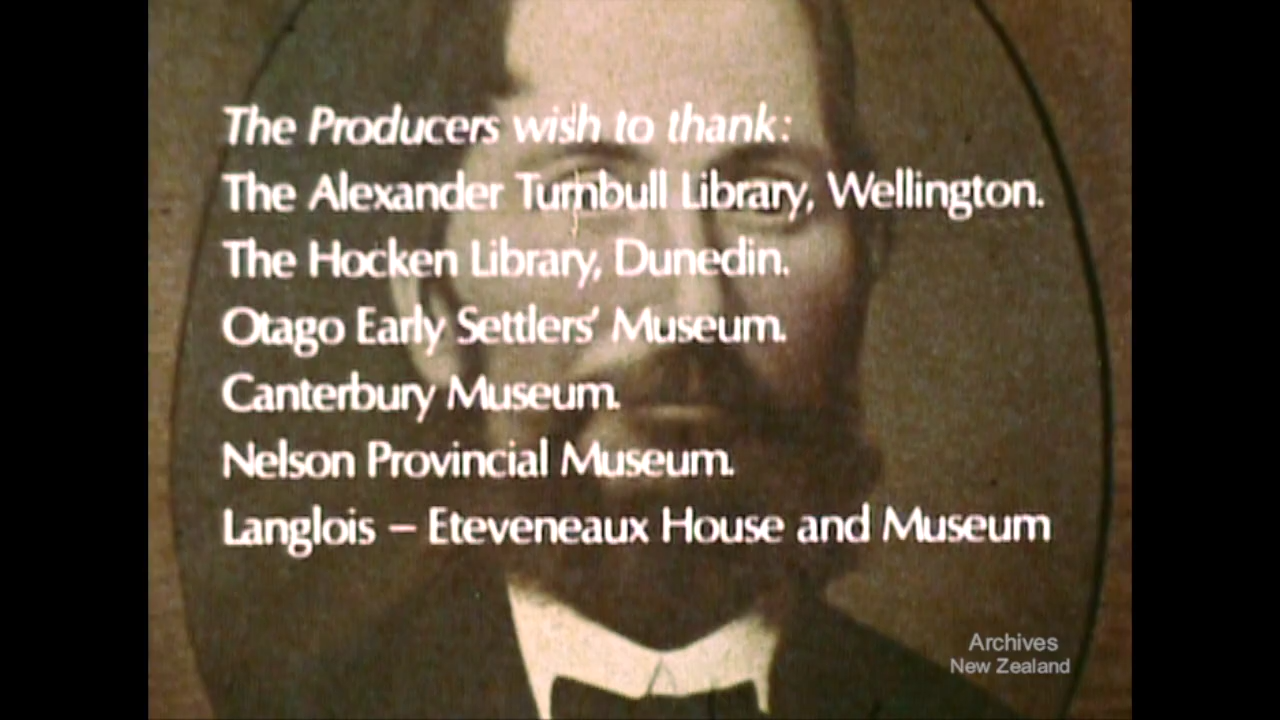 The Producers wish to thank:
The Alexander Turnbull Library, Wellington.
The Hocken Library, Dunedin.
Otago Early Settlers' Museum.
Canterbury Museum.
Nelson Provincial Museum.
Langlois – Eteveneaux House and Museum
Archives
New Zealand